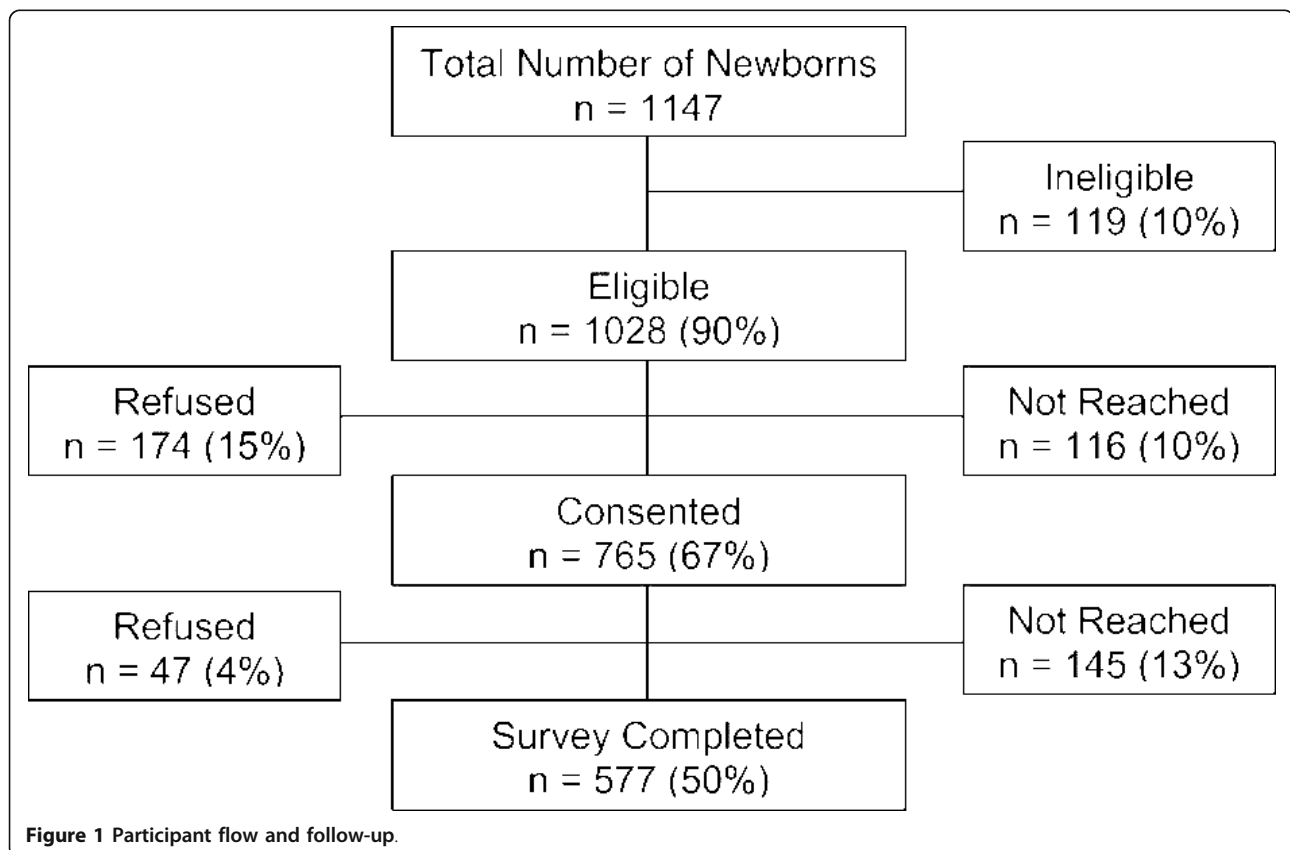 Total Number of Newborns
n = 1147
Ineligible
n = 119 (10%)
Eligible
n = 1028 (90%)
Refused
n = 174 (15%)
Not Reached
n = 116 (10%)
Consented
n = 765 (67%)
Refused
n = 47 (4%)
Not Reached
n = 145 (13%)
Survey Completed
n = 577 (50%)
Figure 1 Participant flow and follow-up.